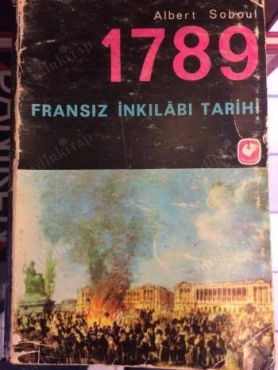 Albert Soboul
1789
FRANSIZ İNKILÂBI TARİHİ